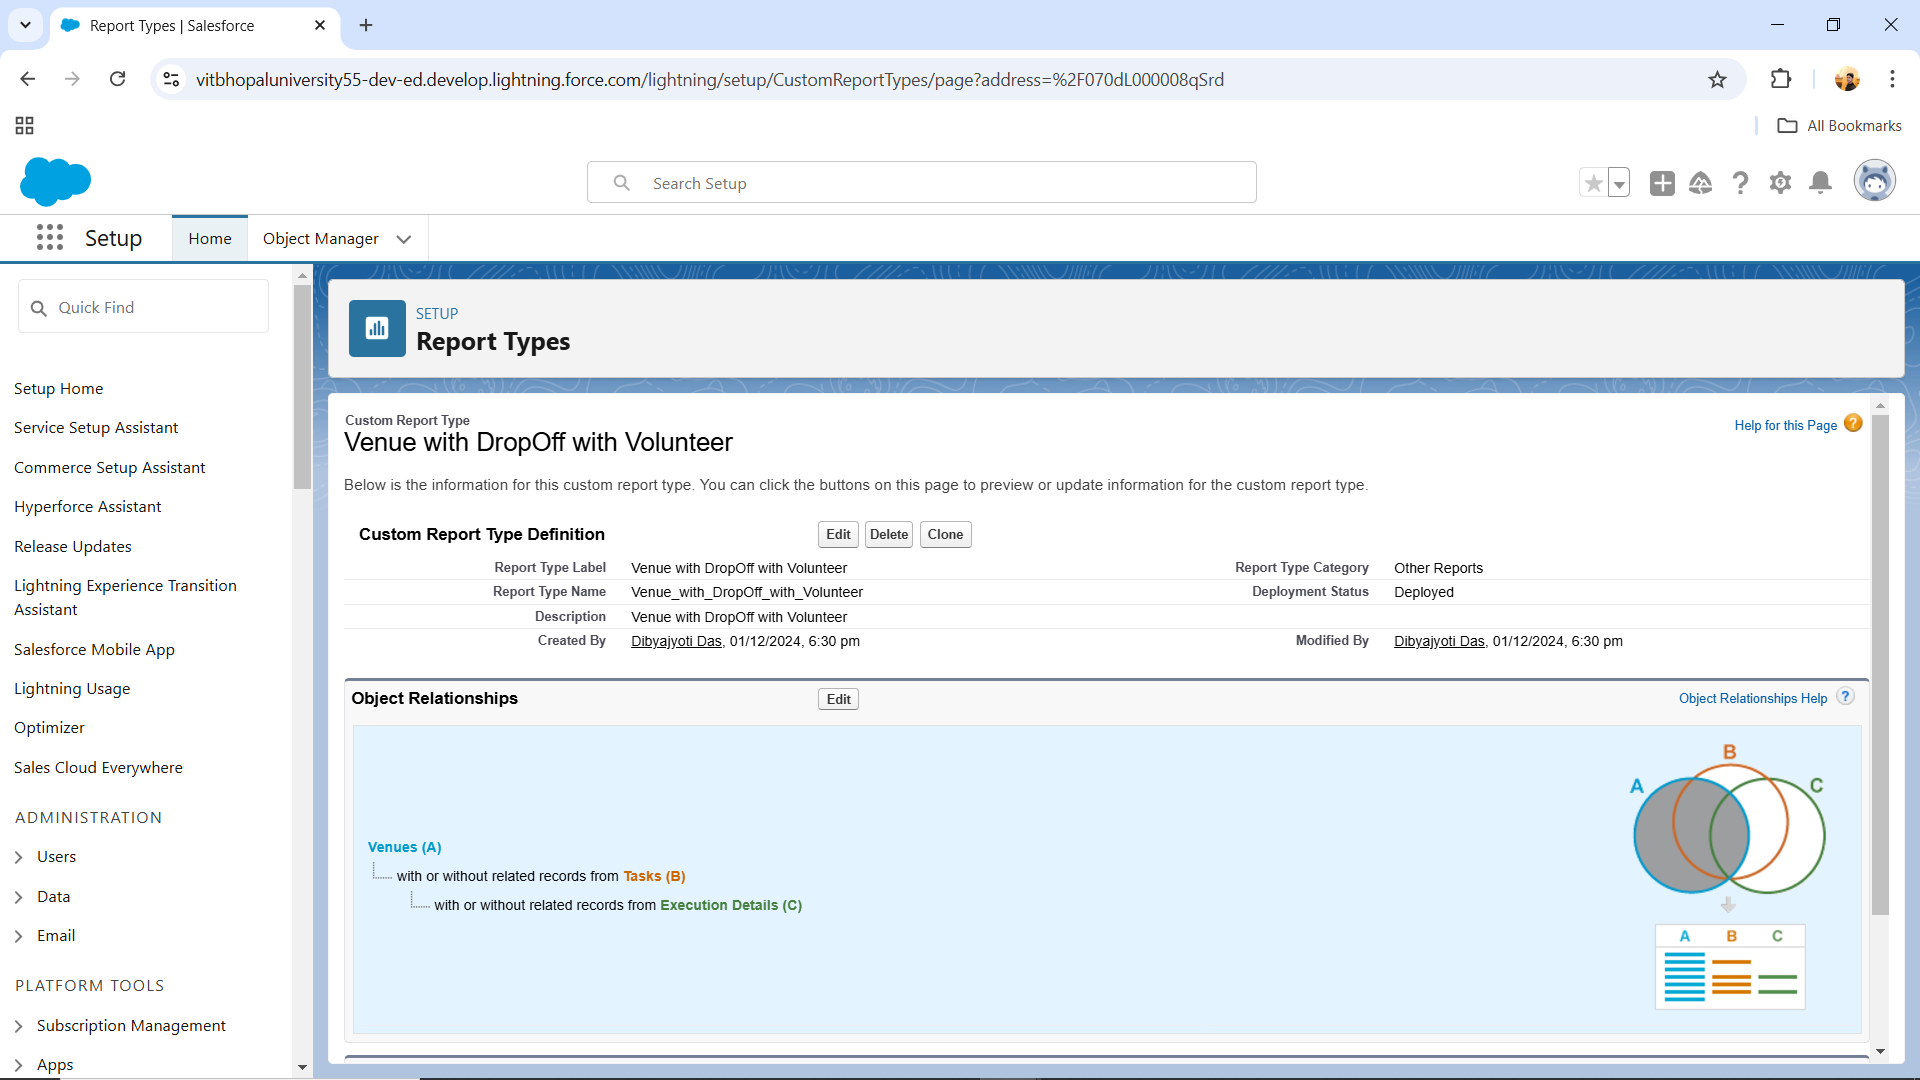 Report Types | Salesforce
vitbhopaluniversity55-dev-ed.develop.lightning.force.com/lightning/setup/CustomReportTypes/page?address=%2F070dL000008qSrd
All Bookmarks
Search Setup
Setup
Home
Object Manager
Quick Find
Setup Home
Service Setup Assistant
Commerce Setup Assistant
Hyperforce Assistant
Release Updates
Lightning Experience Transition
Assistant
Salesforce Mobile App
Lightning Usage
Optimizer
Sales Cloud Everywhere
ADMINISTRATION
Users
Data
Email
PLATFORM TOOLS
Subscription Management
Apps
SETUP
Report Types
Custom Report Type
Venue with DropOff with Volunteer
Help for this Page ?
Below is the information for this custom report type. You can click the buttons on this page to preview or update information for the custom report type.
Custom Report Type Definition Edit Delete Clone
Report Type Label Venue with DropOff with Volunteer Report Type Category Other Reports
Report Type Name Venue_with_DropOff_with_Volunteer Deployment Status Deployed
Description Venue with DropOff with Volunteer
Created By Dibyajyoti Das, 01/12/2024, 6:30 pm Modified By Dibyajyoti Das, 01/12/2024, 6:30 pm
Object Relationships Edit Object Relationships Help ?
Venues (A)
with or without related records from Tasks (B)
with or without related records from Execution Details (C)
B
A C
A B C